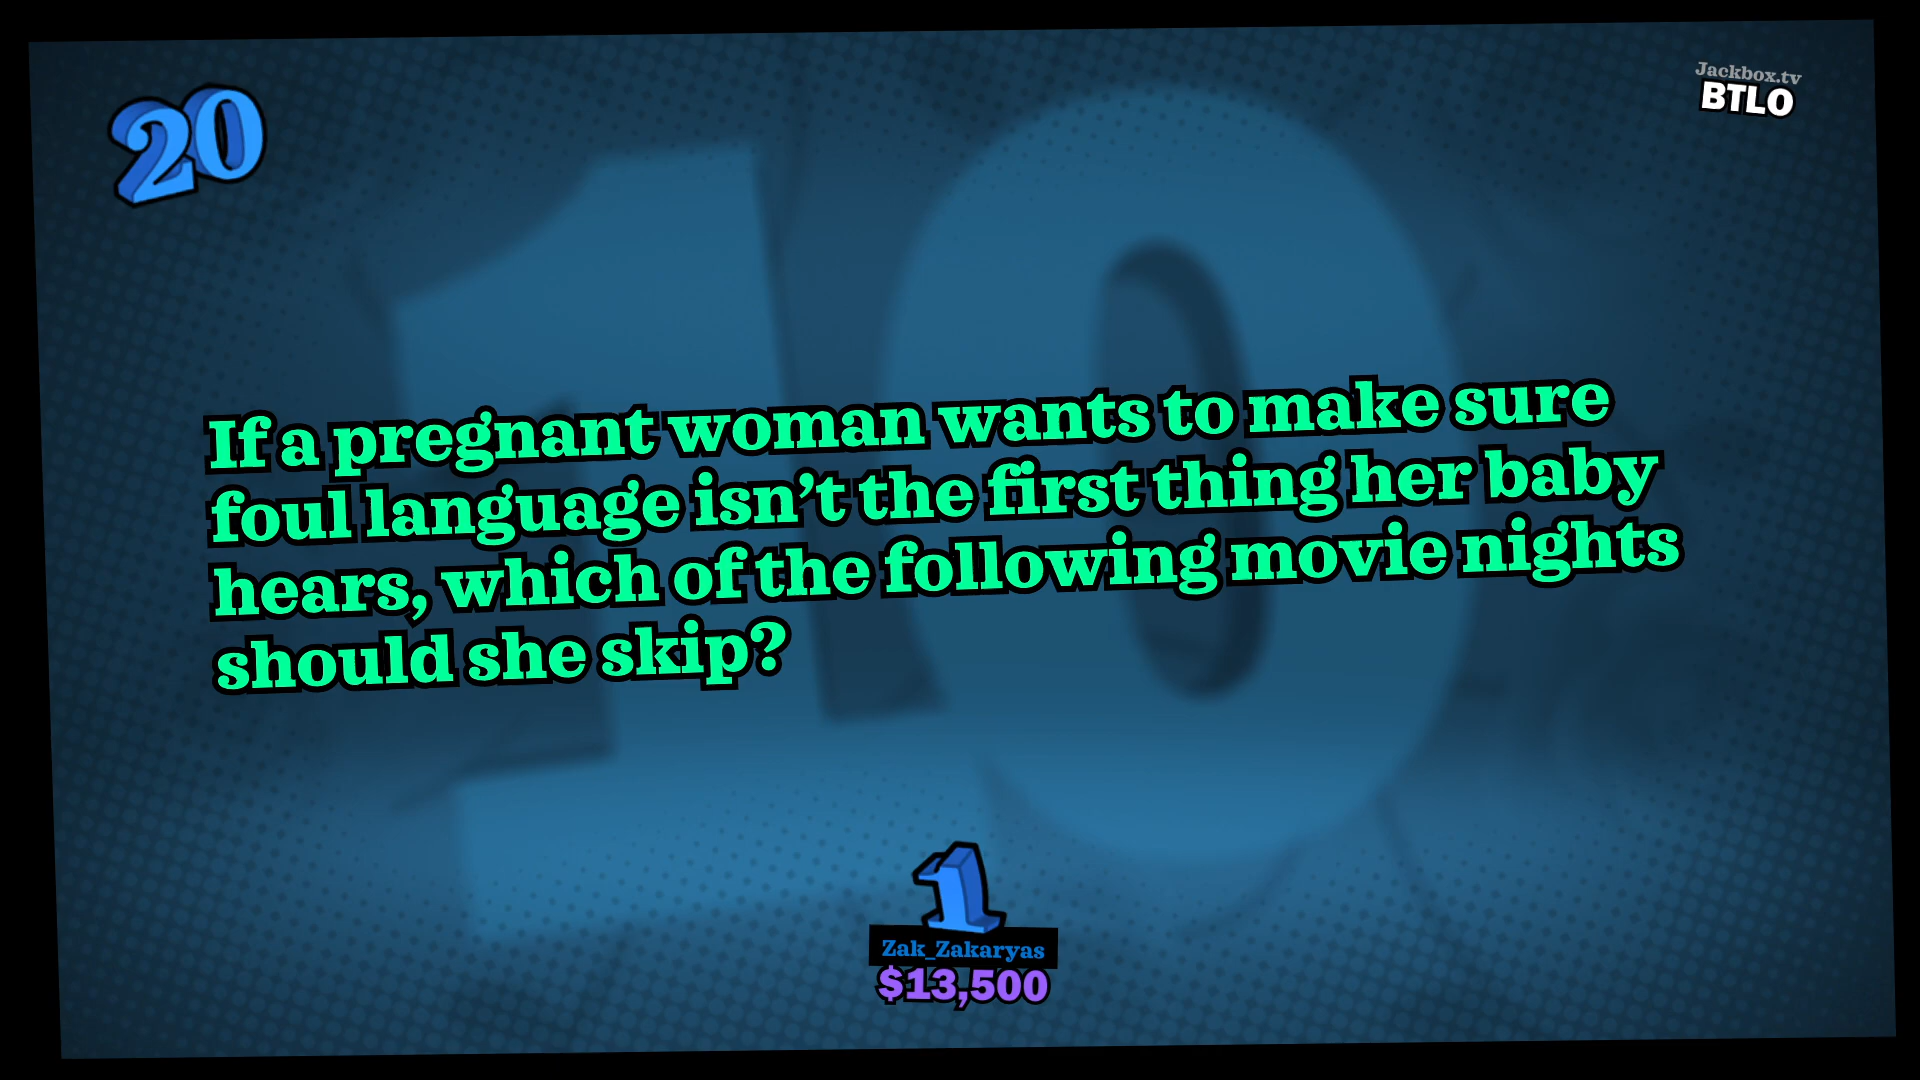 20
Jackbox.tv
BTLO
10
If a pregnant woman wants to make sure
foul language isn't the first thing her baby
hears, which of the following movie nights
should she skip?
1
Zak_Zakaryas
$13,500